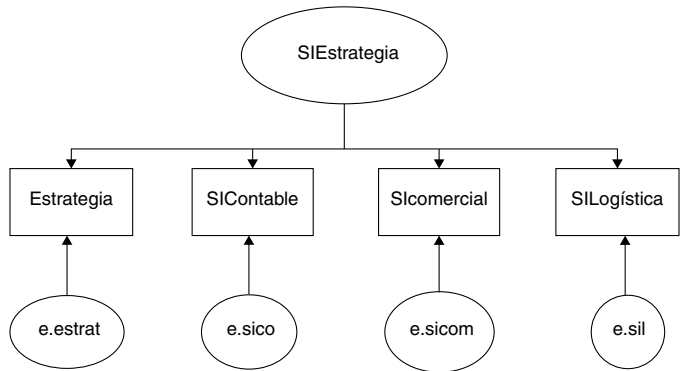 SIEstrategia
Estrategia
SIContable
SIcomercial
SILogística
e.estrat
e.sico
e.sicom
e.sil